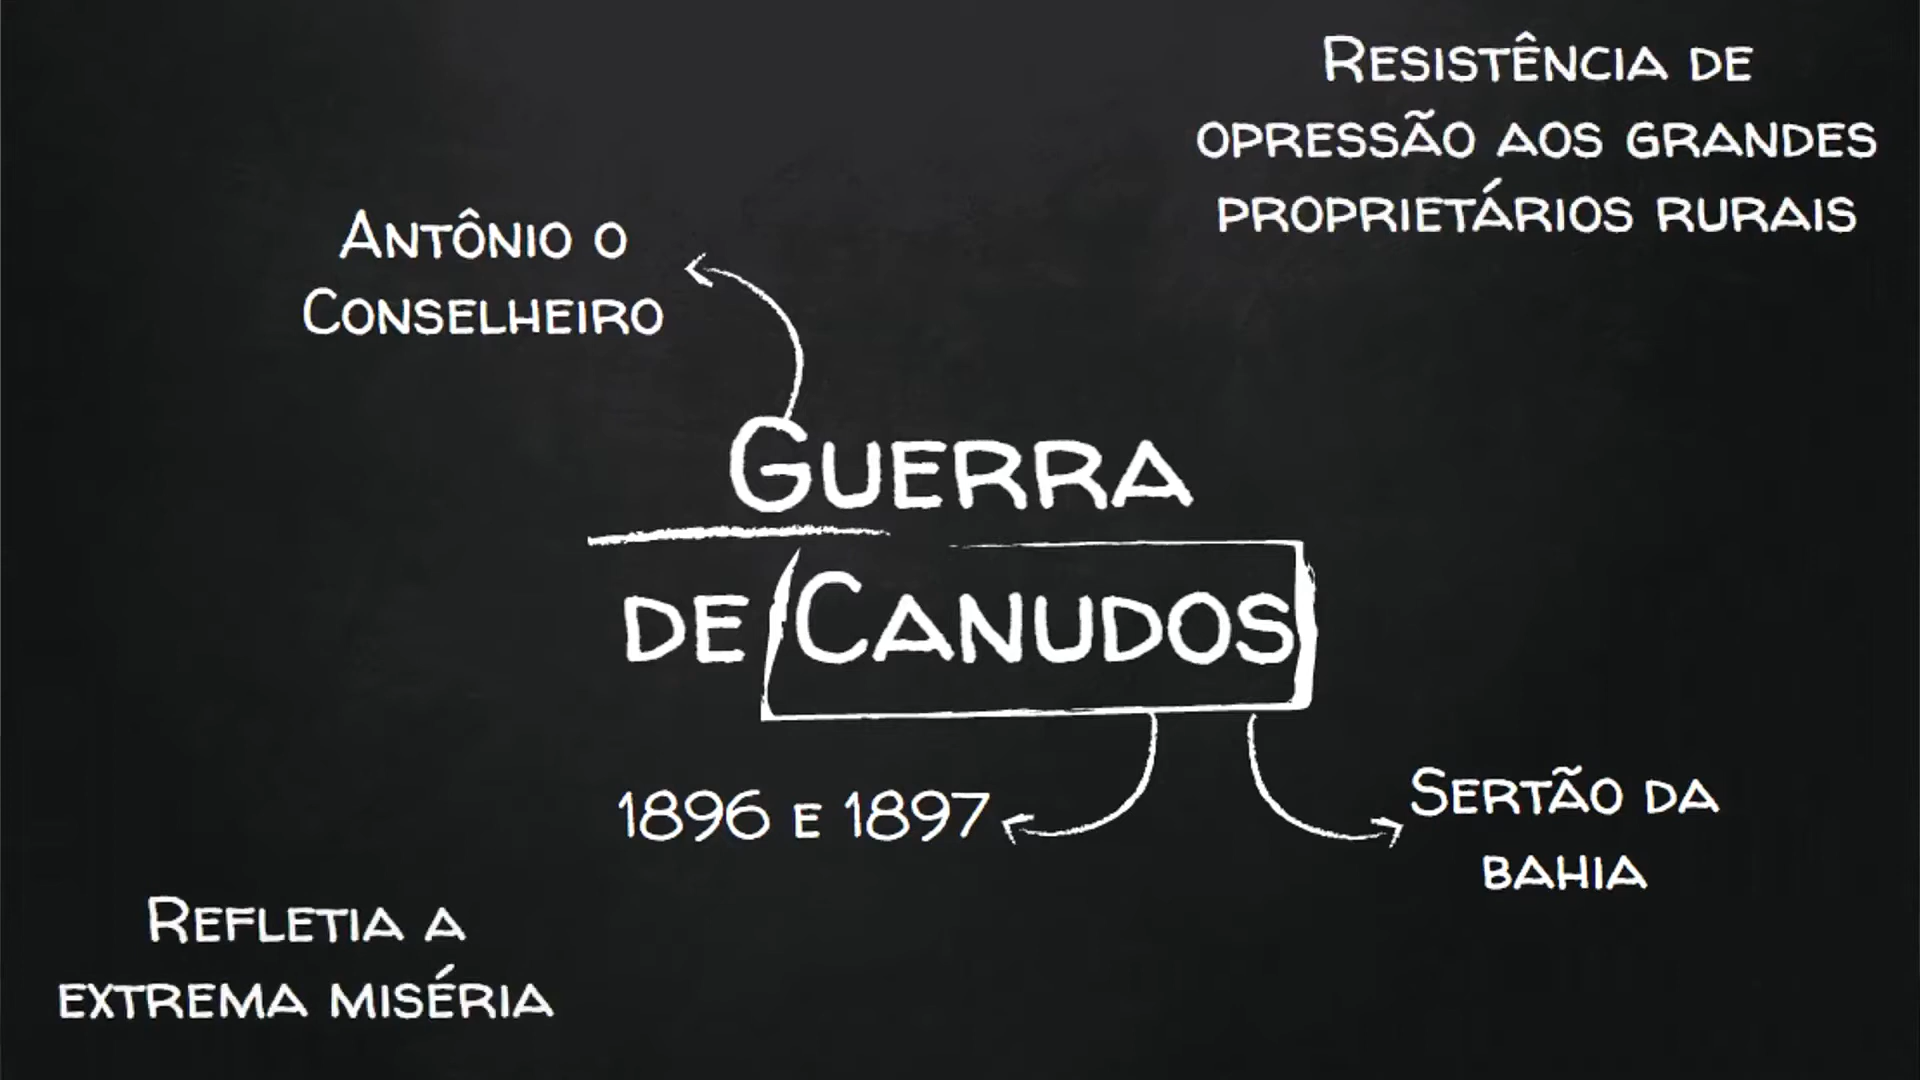 Resistência de
opressão aos grandes
proprietários rurais
Antônio o
Conselheiro
Guerra
de Canudos
1896 e 1897
Sertão da
bahia
Refletia a
extrema miséria